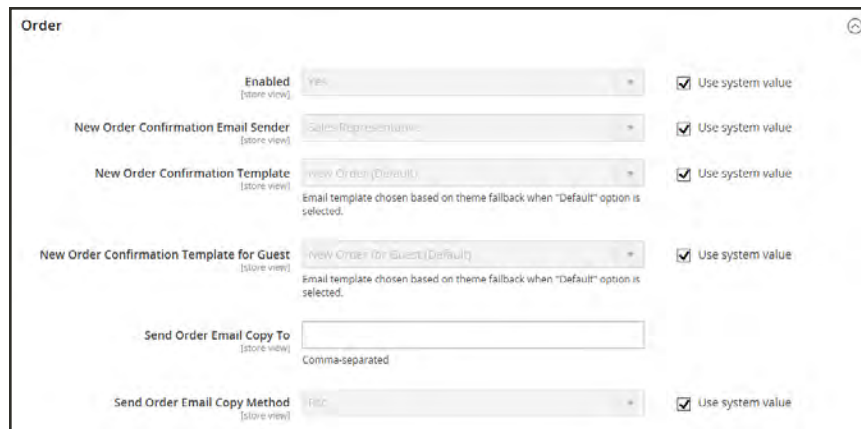 Order
Enabled Yes Use system value
[store view]
New Order Confirmation Email Sender Sales Representative Use system value
[store view]
New Order Confirmation Template New Order (Default) Use system value
[store view]
Email template chosen based on theme fallback when "Default" option is
selected.
New Order Confirmation Template for Guest New Order for Guest (Default) Use system value
[store view]
Email template chosen based on theme fallback when "Default" option is
selected.
Send Order Email Copy To
[store view]
Comma-separated
Send Order Email Copy Method Bcc Use system value
[store view]